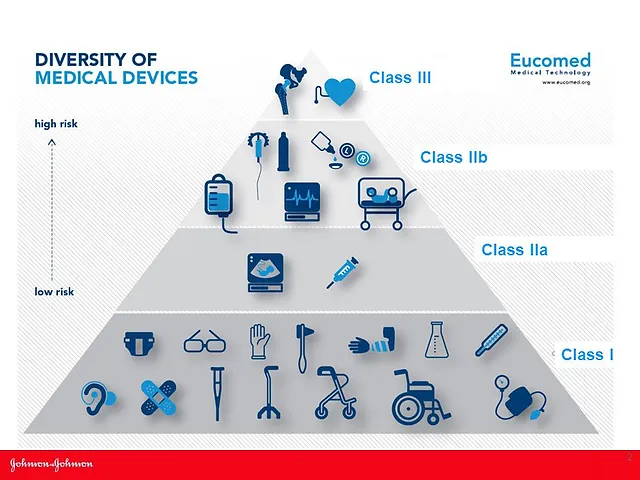 DIVERSITY OF
MEDICAL DEVICES
Eucomed
Medical Technology
www.eucomed.org
Class III
high risk
Class IIb
L
R
Class IIa
low risk
Class I
Johnson&Johnson
2